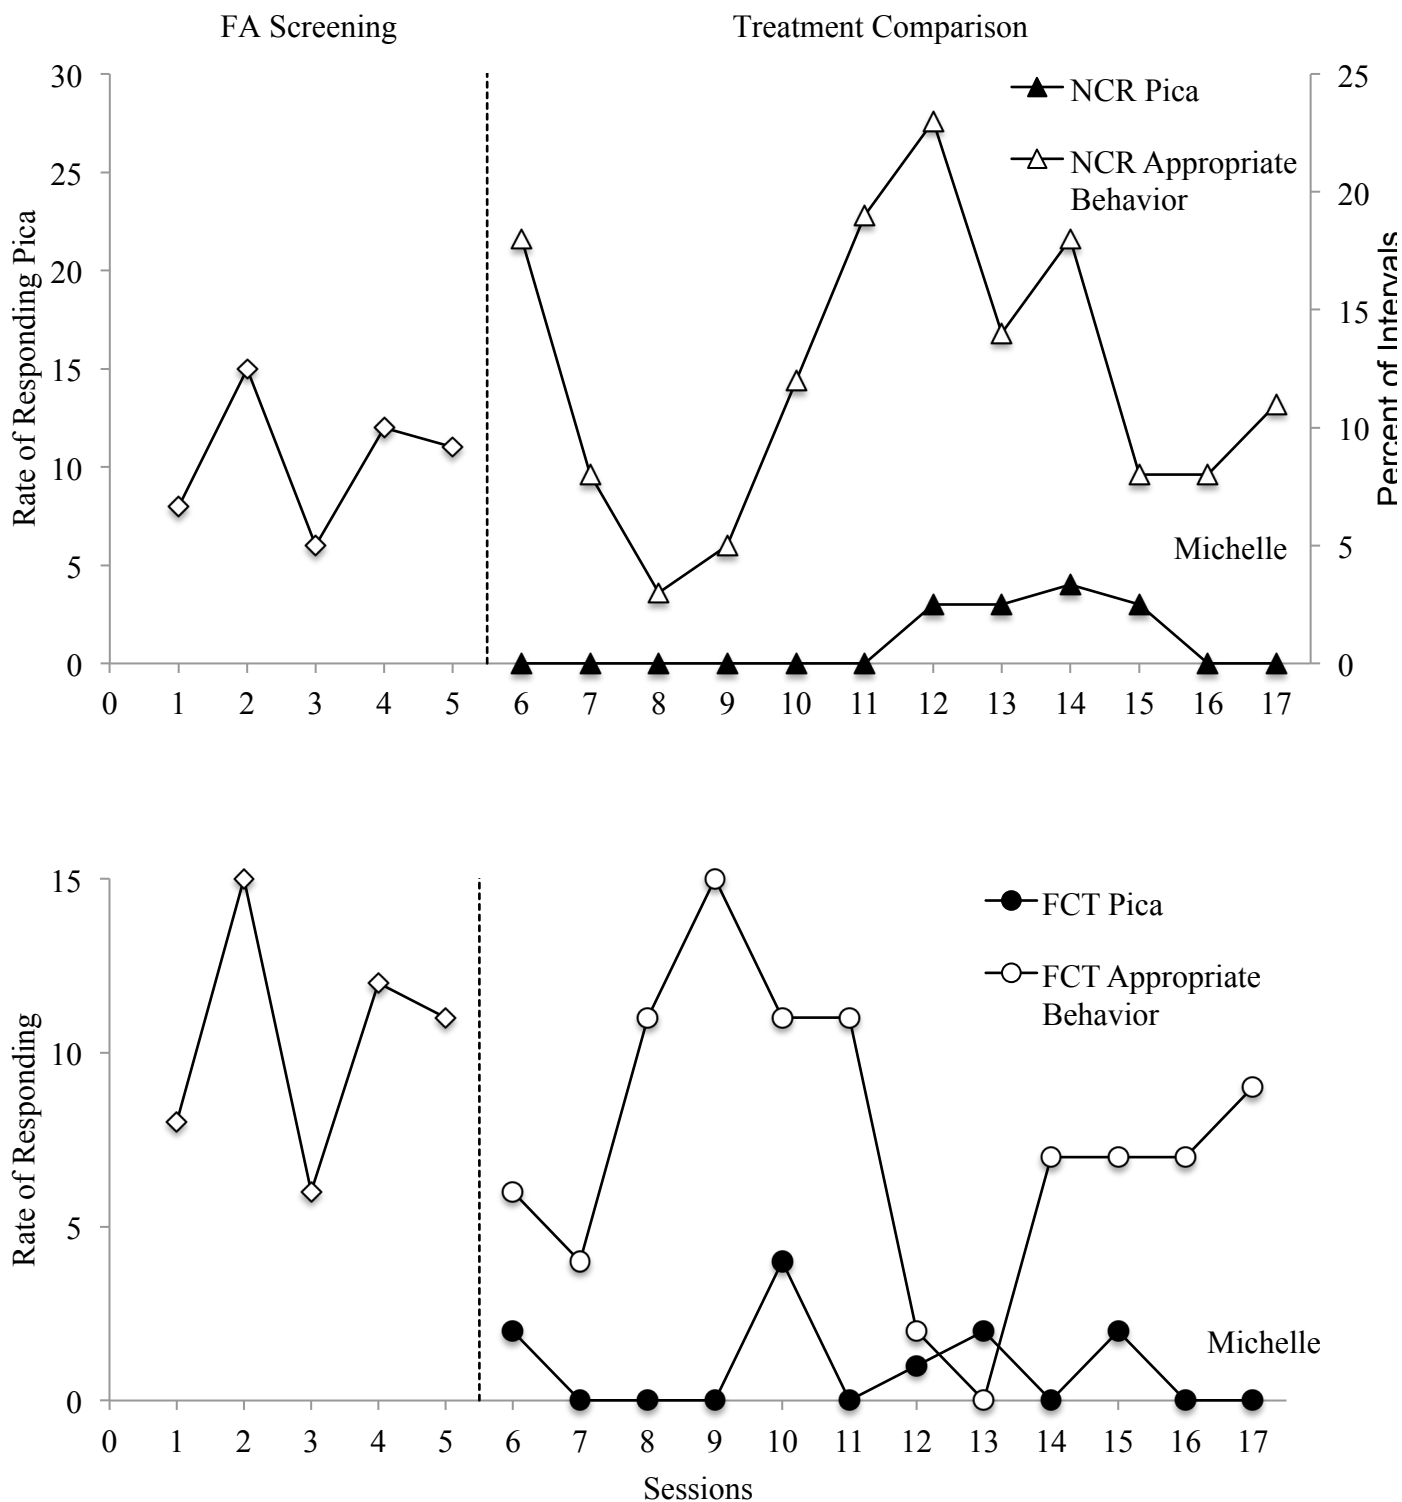 FA Screening
Treatment Comparison
30
25
20
15
10
5
0
Rate of Responding Pica
25
20
15
10
5
0
Percent of Intervals
NCR Pica
NCR Appropriate
Behavior
Michelle
0 1 2 3 4 5 6 7 8 9 10 11 12 13 14 15 16 17
15
10
5
0
Rate of Responding
FCT Pica
FCT Appropriate
Behavior
Michelle
0 1 2 3 4 5 6 7 8 9 10 11 12 13 14 15 16 17
Sessions